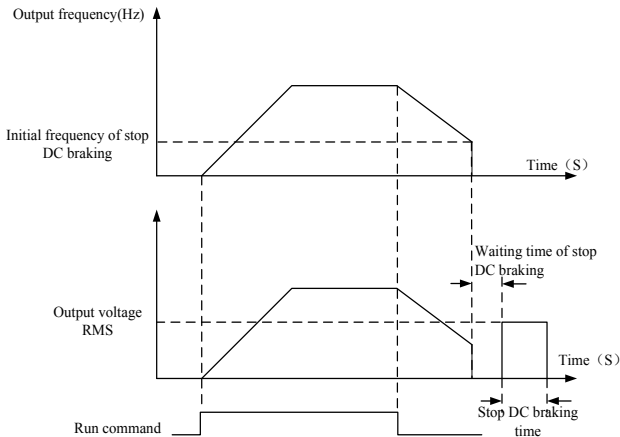 Output frequency(Hz)
Initial frequency of stop
DC braking
Time（S）
Waiting time of stop
DC braking
Output voltage
RMS
Time（S）
Stop DC braking
time
Run command